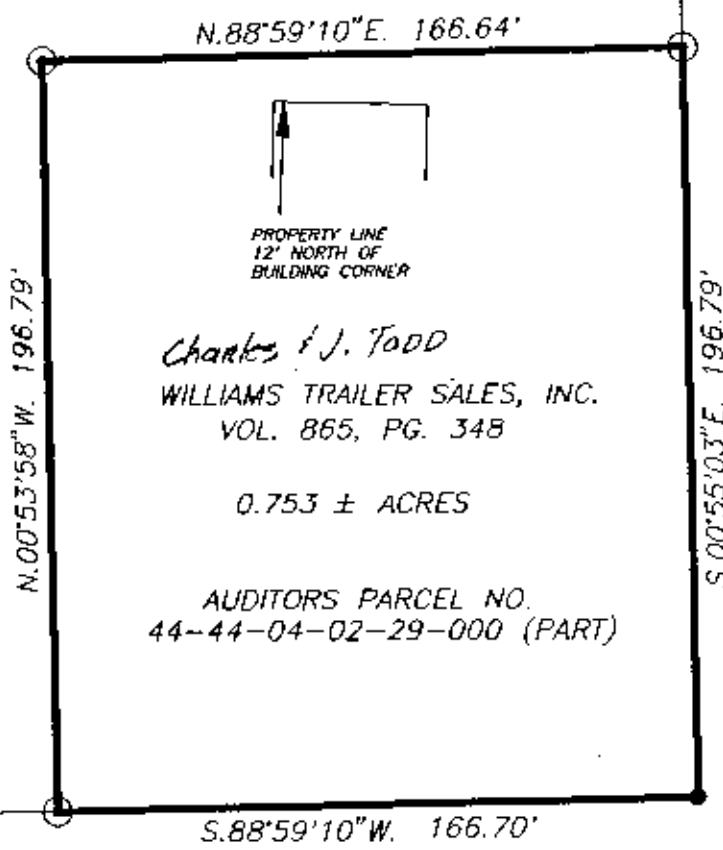 N.88°59'10"E. 166.64'
PROPERTY LINE
12' NORTH OF
BUILDING CORNER
N.00°53'58"W. 196.79'
S.00°55'03"E. 196.79'
Charles & J. TODD
WILLIAMS TRAILER SALES, INC.
VOL. 865, PG. 348
0.753 ± ACRES
AUDITORS PARCEL NO.
44-44-04-02-29-000 (PART)
S.88°59'10"W. 166.70'